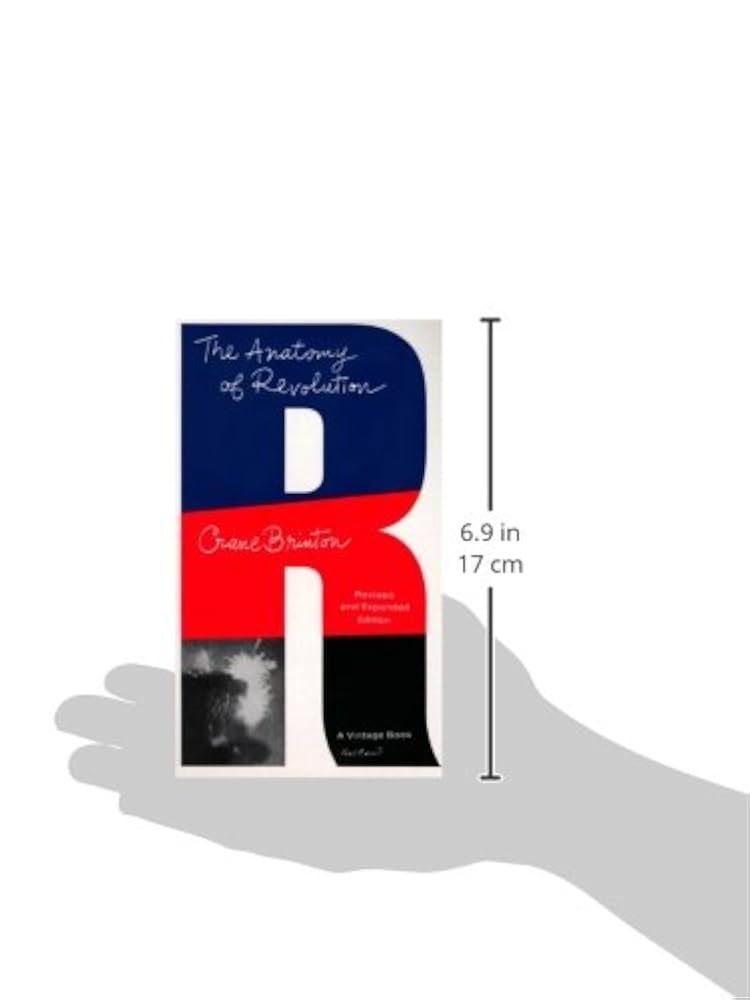 The Anatomy
of Revolution
Crane Brinton
Revised
and Expanded
Edition
A Vintage Book
6.9 in
17 cm